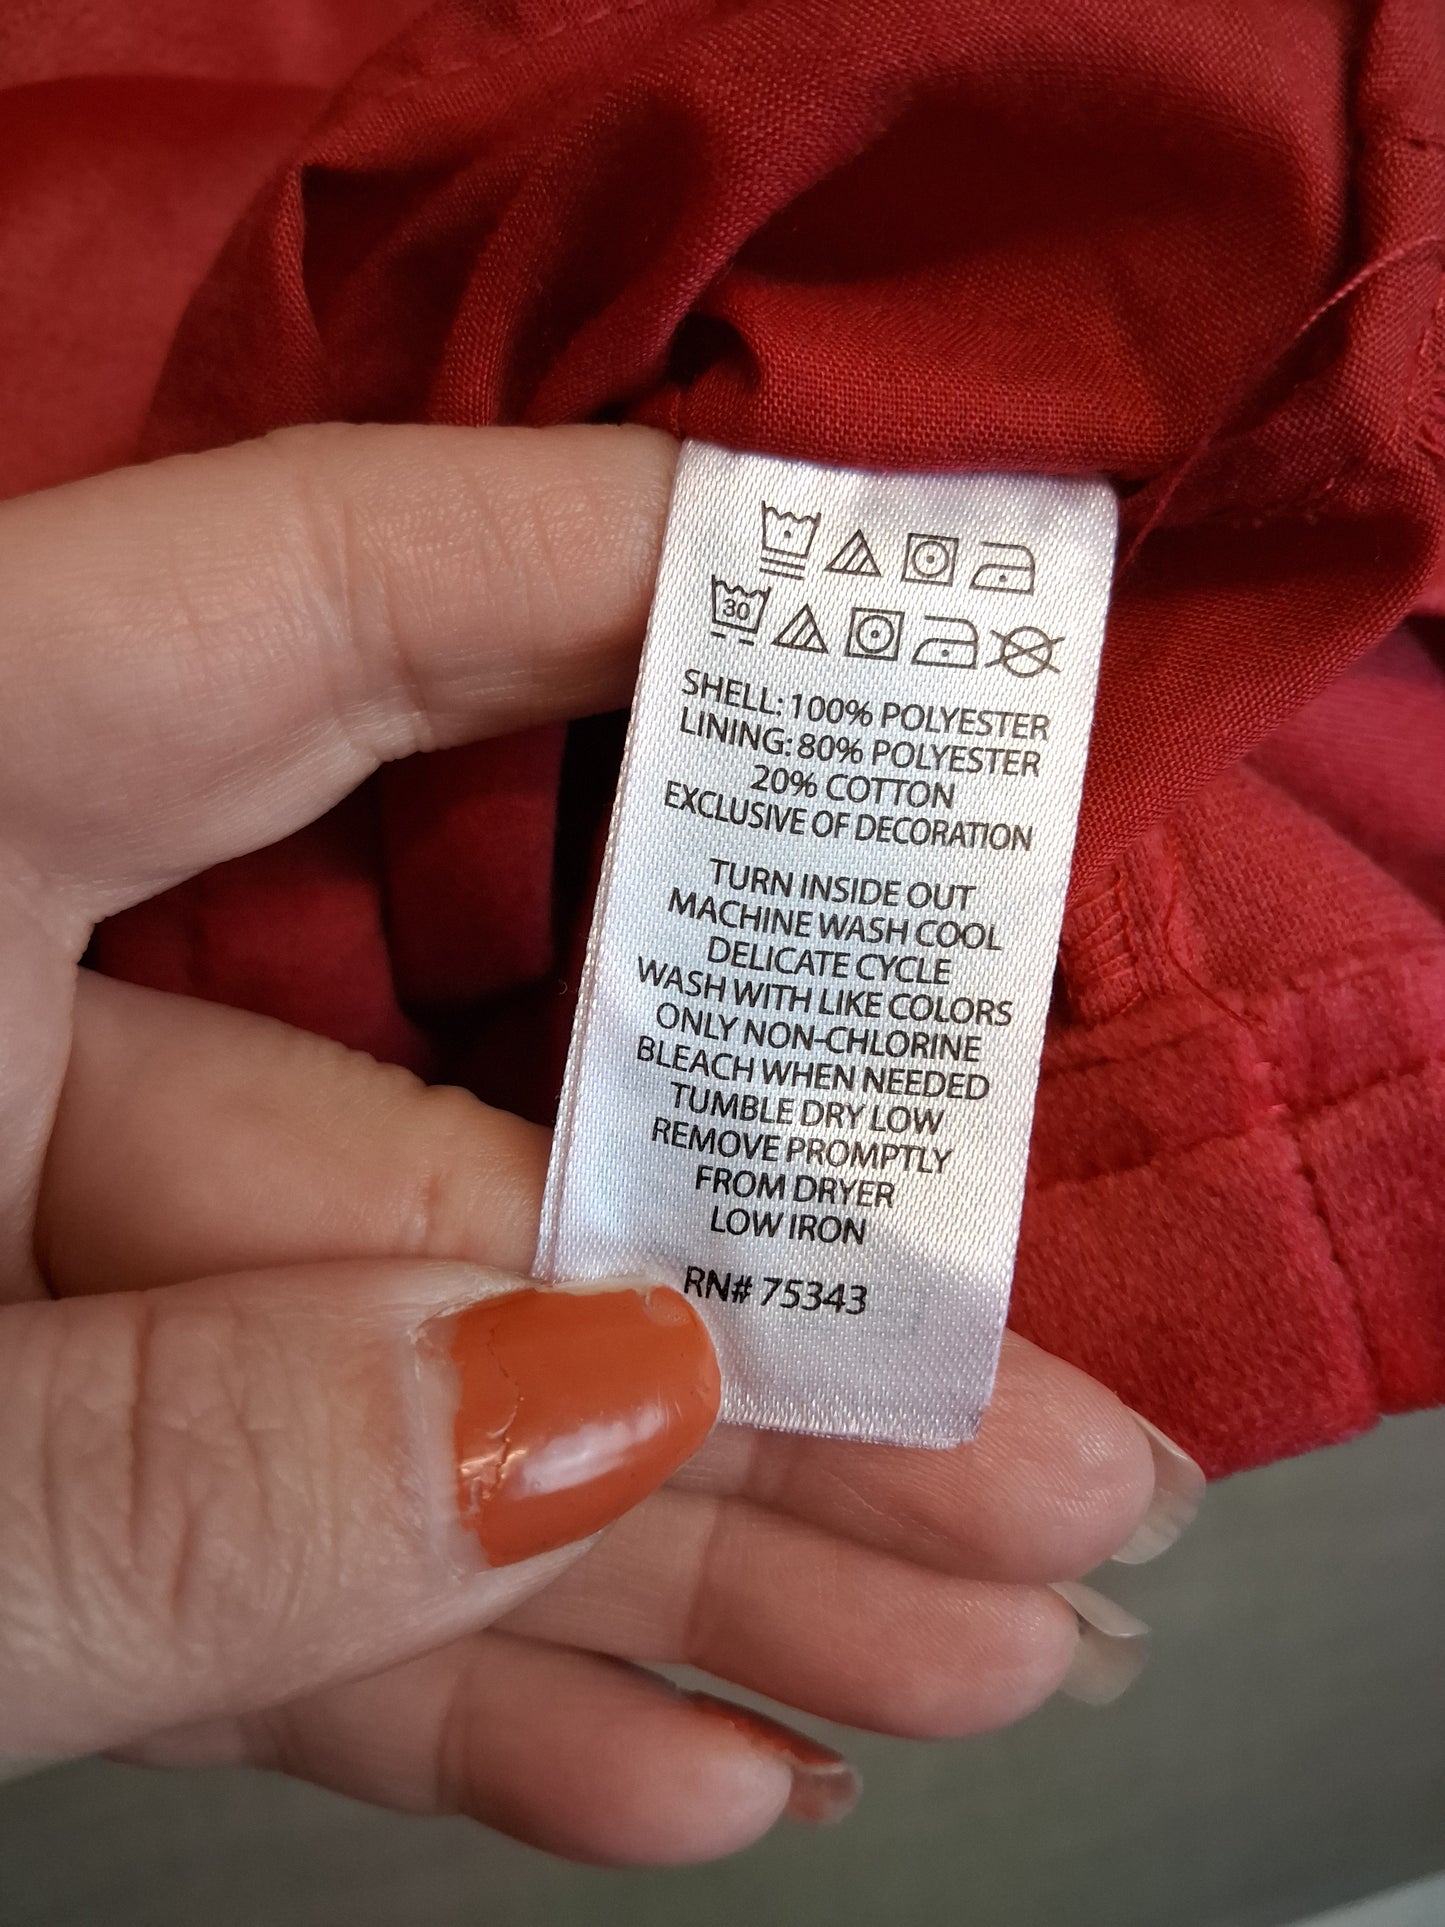 30
SHELL: 100% POLYESTER
LINING: 80% POLYESTER
20% COTTON
EXCLUSIVE OF DECORATION
TURN INSIDE OUT
MACHINE WASH COOL
DELICATE CYCLE
WASH WITH LIKE COLORS
ONLY NON-CHLORINE
BLEACH WHEN NEEDED
TUMBLE DRY LOW
REMOVE PROMPTLY
FROM DRYER
LOW IRON
RN# 75343